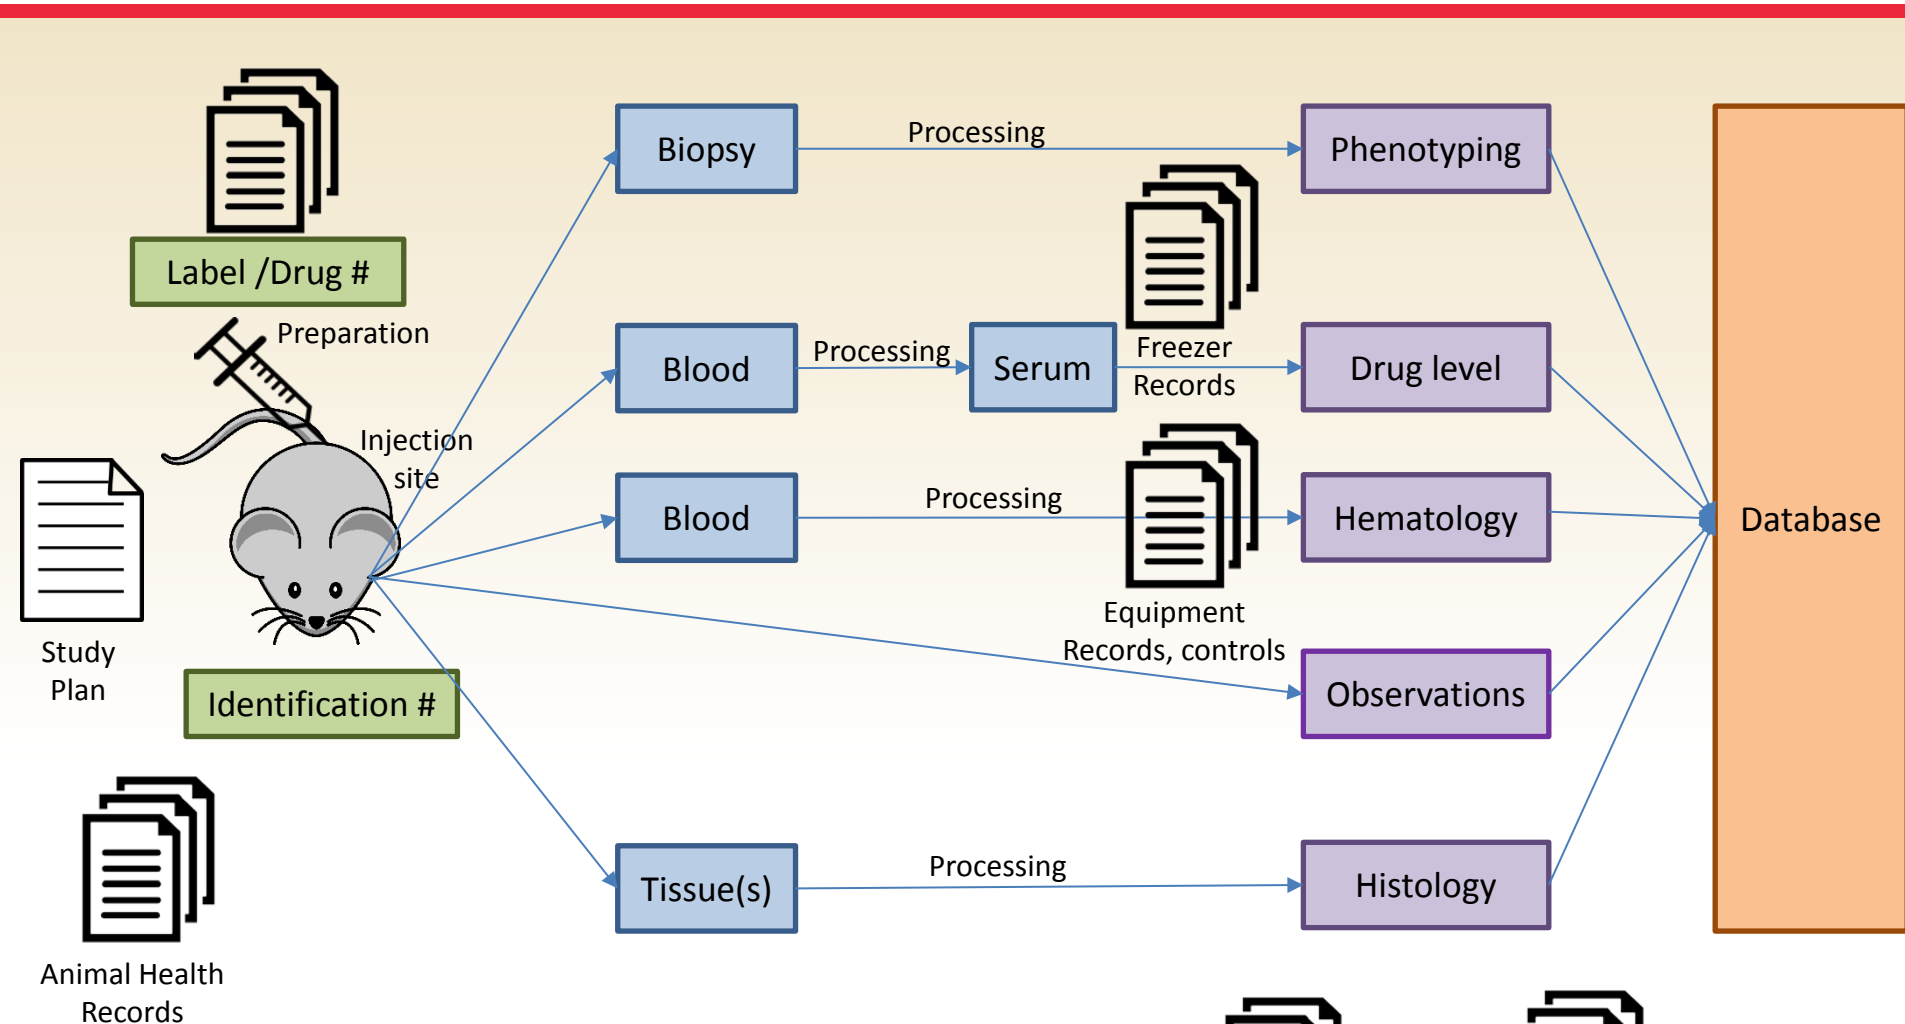 Label /Drug #
Preparation
Injection
site
Study
Plan
Identification #
Animal Health
Records
Biopsy
Processing
Phenotyping
Blood
Processing
Serum
Freezer
Records
Drug level
Blood
Processing
Equipment
Records, controls
Hematology
Observations
Tissue(s)
Processing
Histology
Database